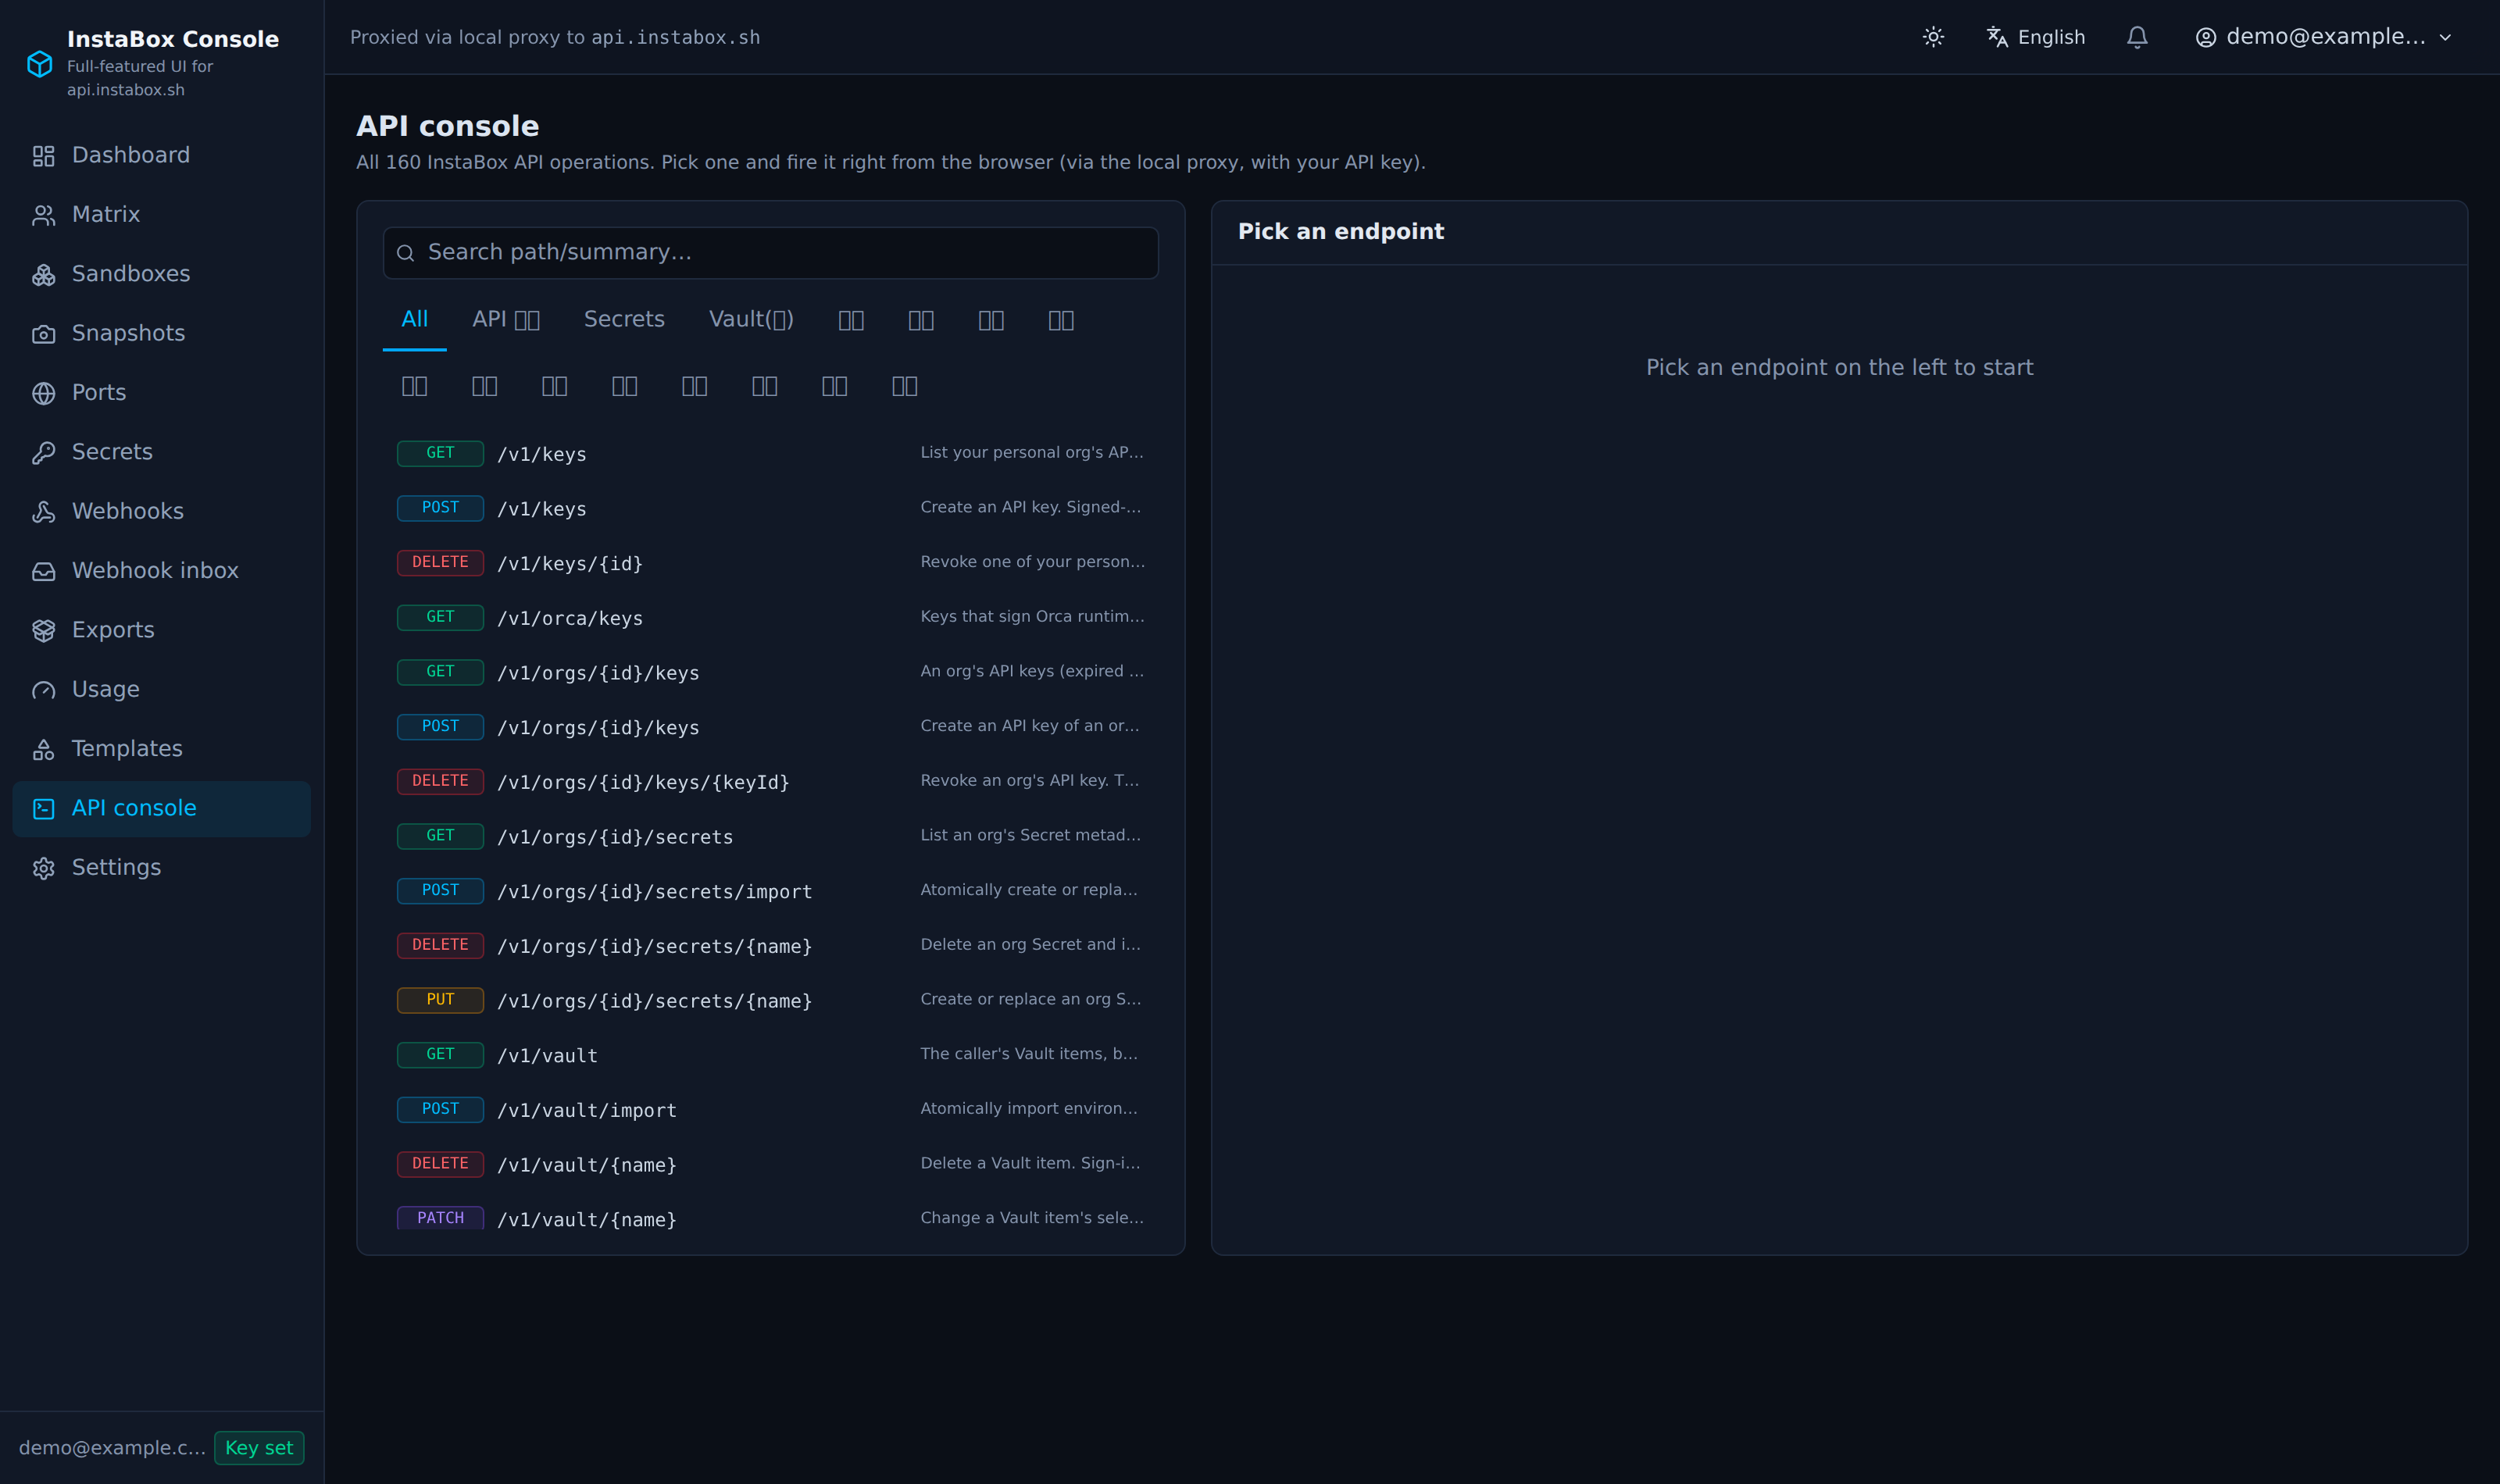 InstaBox Console
Full-featured UI for
api.instabox.sh
Dashboard
Matrix
Sandboxes
Snapshots
Ports
Secrets
Webhooks
Webhook inbox
Exports
Usage
Templates
API console
Settings
demo@example.c… Key set
Proxied via local proxy to api.instabox.sh
English
demo@example…
API console
All 160 InstaBox API operations. Pick one and fire it right from the browser (via the local proxy, with your API key).
Search path/summary…
All API Secrets Vault()
GET /v1/keys List your personal org's AP…
POST /v1/keys Create an API key. Signed-…
DELETE /v1/keys/{id} Revoke one of your person…
GET /v1/orca/keys Keys that sign Orca runtim…
GET /v1/orgs/{id}/keys An org's API keys (expired …
POST /v1/orgs/{id}/keys Create an API key of an or…
DELETE /v1/orgs/{id}/keys/{keyId} Revoke an org's API key. T…
GET /v1/orgs/{id}/secrets List an org's Secret metad…
POST /v1/orgs/{id}/secrets/import Atomically create or repla…
DELETE /v1/orgs/{id}/secrets/{name} Delete an org Secret and i…
PUT /v1/orgs/{id}/secrets/{name} Create or replace an org S…
GET /v1/vault The caller's Vault items, b…
POST /v1/vault/import Atomically import environ…
DELETE /v1/vault/{name} Delete a Vault item. Sign-i…
PATCH /v1/vault/{name} Change a Vault item's sele…
Pick an endpoint
Pick an endpoint on the left to start